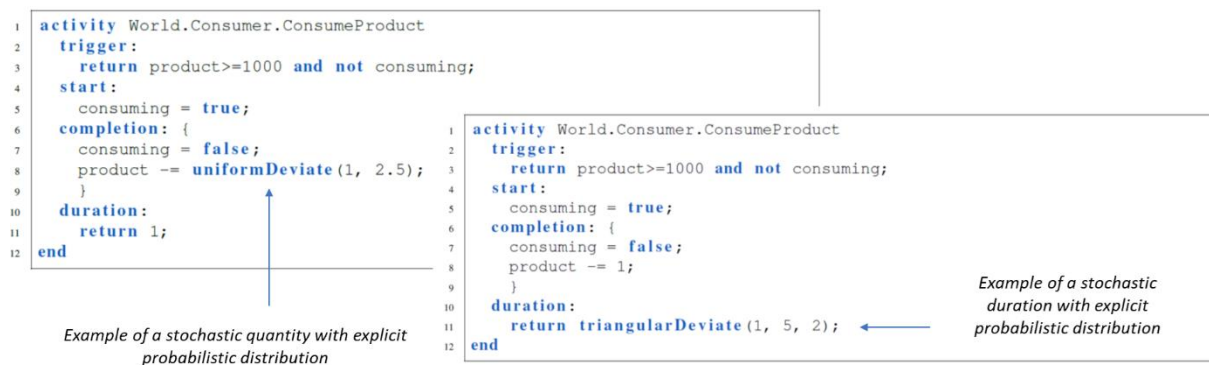 1 activity World.Consumer.ConsumeProduct
2 trigger:
3 return product>=1000 and not consuming;
4 start:
5 consuming = true;
6 completion: {
7 consuming = false;
8 product -= uniformDeviate(1, 2.5);
9 }
10 duration:
11 return 1;
12 end
Example of a stochastic quantity with explicit
probabilistic distribution
1 activity World.Consumer.ConsumeProduct
2 trigger:
3 return product>=1000 and not consuming;
4 start:
5 consuming = true;
6 completion: {
7 consuming = false;
8 product -= 1;
9 }
10 duration:
11 return triangularDeviate(1, 5, 2);
12 end
Example of a stochastic
duration with explicit
probabilistic distribution